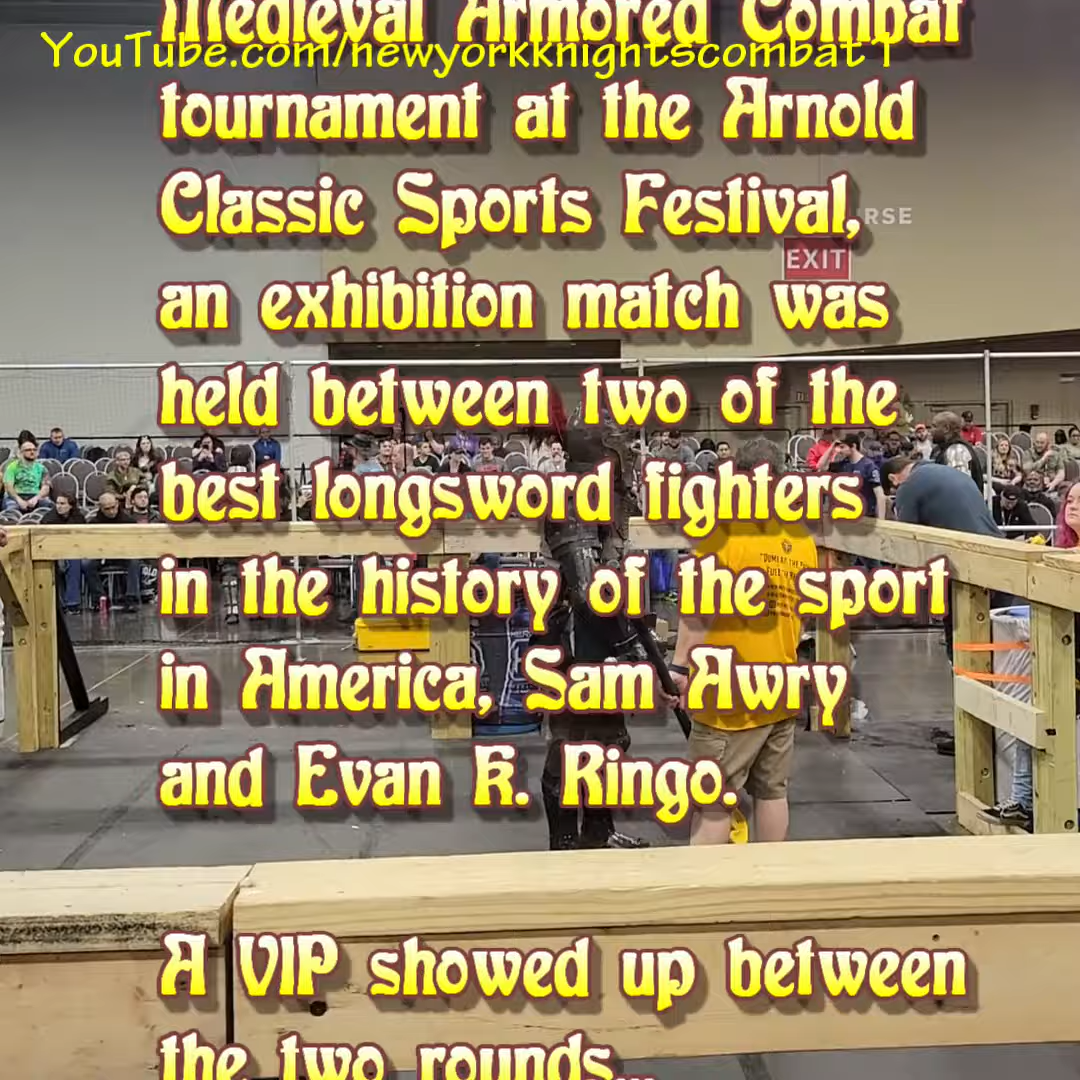 Medieval Armored Combat
YouTube.com/newyorkknightscombat1
tournament at the Arnold
Classic Sports Festival,
RSE
EXIT
an exhibition match was
held between two of the
best longsword fighters
in the history of the sport
in America, Sam Awry
and Evan R. Ringo.
A VIP showed up between
the two rounds...